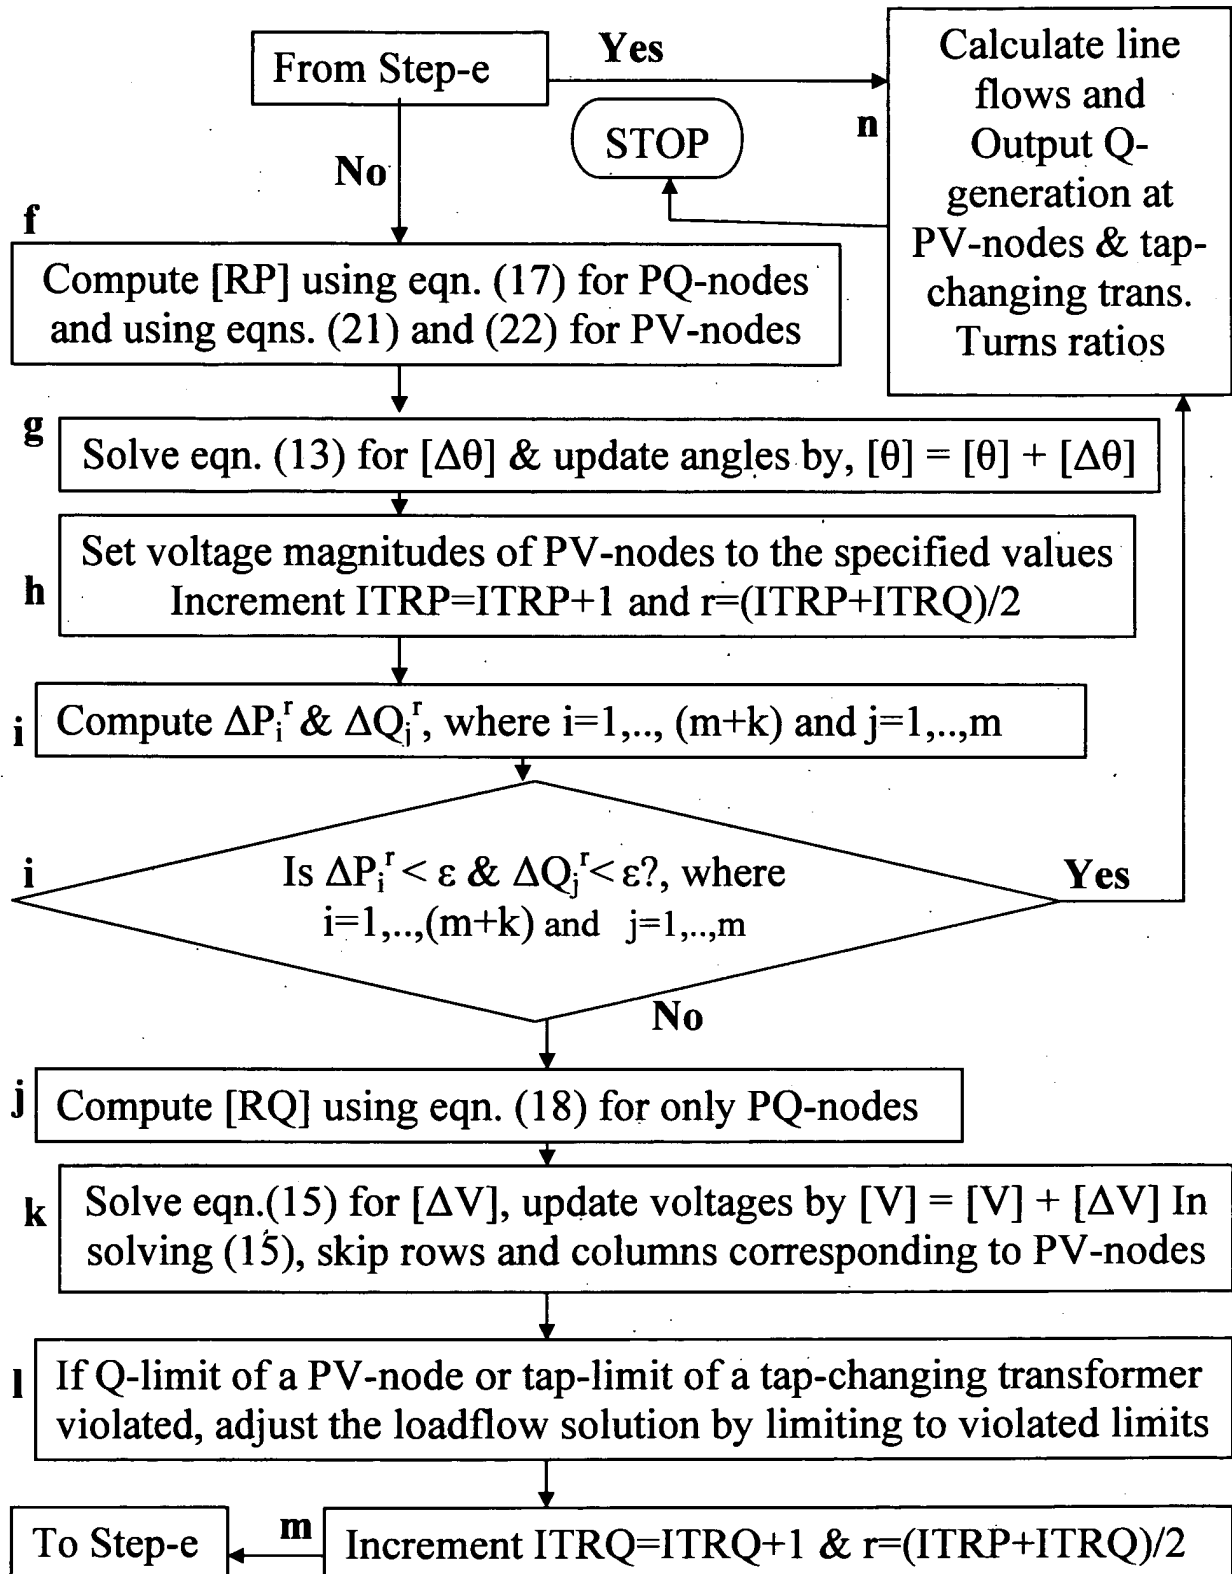 From Step-e
Yes
No
STOP
n
Calculate line
flows and
Output Q-
generation at
PV-nodes & tap-
changing trans.
Turns ratios
f
Compute [RP] using eqn. (17) for PQ-nodes
and using eqns. (21) and (22) for PV-nodes
g
Solve eqn. (13) for [Δθ] & update angles by, [θ] = [θ] + [Δθ]
h
Set voltage magnitudes of PV-nodes to the specified values
Increment ITRP=ITRP+1 and r=(ITRP+ITRQ)/2
i
Compute ΔPᵢʳ & ΔQⱼʳ, where i=1,.., (m+k) and j=1,..,m
i
Is ΔPᵢʳ < ε & ΔQⱼʳ< ε?, where
i=1,..,(m+k) and j=1,..,m
Yes
No
j
Compute [RQ] using eqn. (18) for only PQ-nodes
k
Solve eqn.(15) for [ΔV], update voltages by [V] = [V] + [ΔV] In
solving (15), skip rows and columns corresponding to PV-nodes
l
If Q-limit of a PV-node or tap-limit of a tap-changing transformer
violated, adjust the loadflow solution by limiting to violated limits
To Step-e
m
Increment ITRQ=ITRQ+1 & r=(ITRP+ITRQ)/2